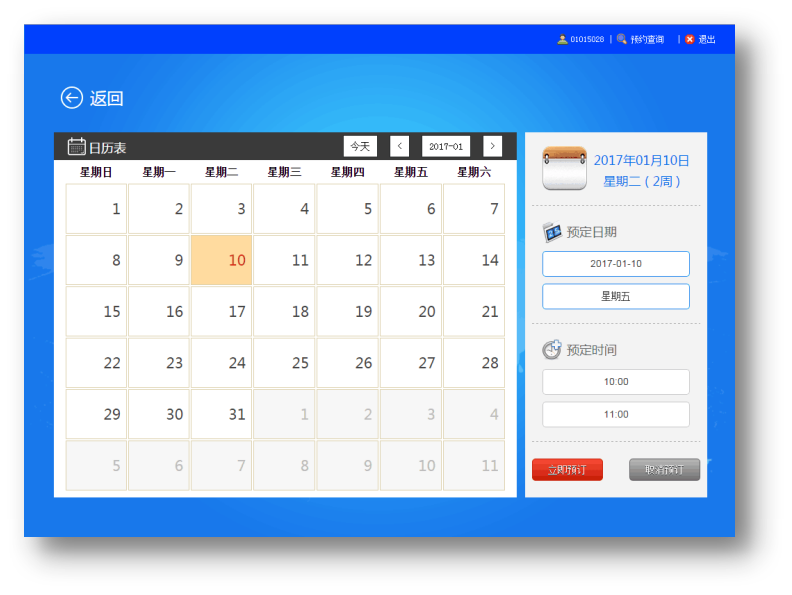 01015028 | 预约查询 | 退出
返回
日历表 今天 < 2017-01 >
星期日 星期一 星期二 星期三 星期四 星期五 星期六
1 2 3 4 5 6 7
8 9 10 11 12 13 14
15 16 17 18 19 20 21
22 23 24 25 26 27 28
29 30 31 1 2 3 4
5 6 7 8 9 10 11
2017年01月10日
星期二（2周）
预定日期
2017-01-10
星期五
预定时间
10:00
11:00
立即预订 取消预订